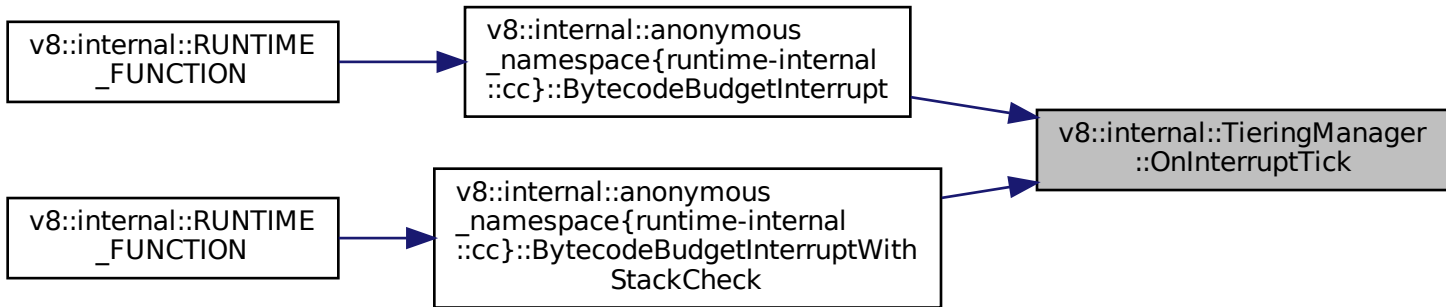 v8::internal::RUNTIME
_FUNCTION
v8::internal::anonymous
_namespace{runtime-internal
::cc}::BytecodeBudgetInterrupt
v8::internal::TieringManager
::OnInterruptTick
v8::internal::RUNTIME
_FUNCTION
v8::internal::anonymous
_namespace{runtime-internal
::cc}::BytecodeBudgetInterruptWith
StackCheck